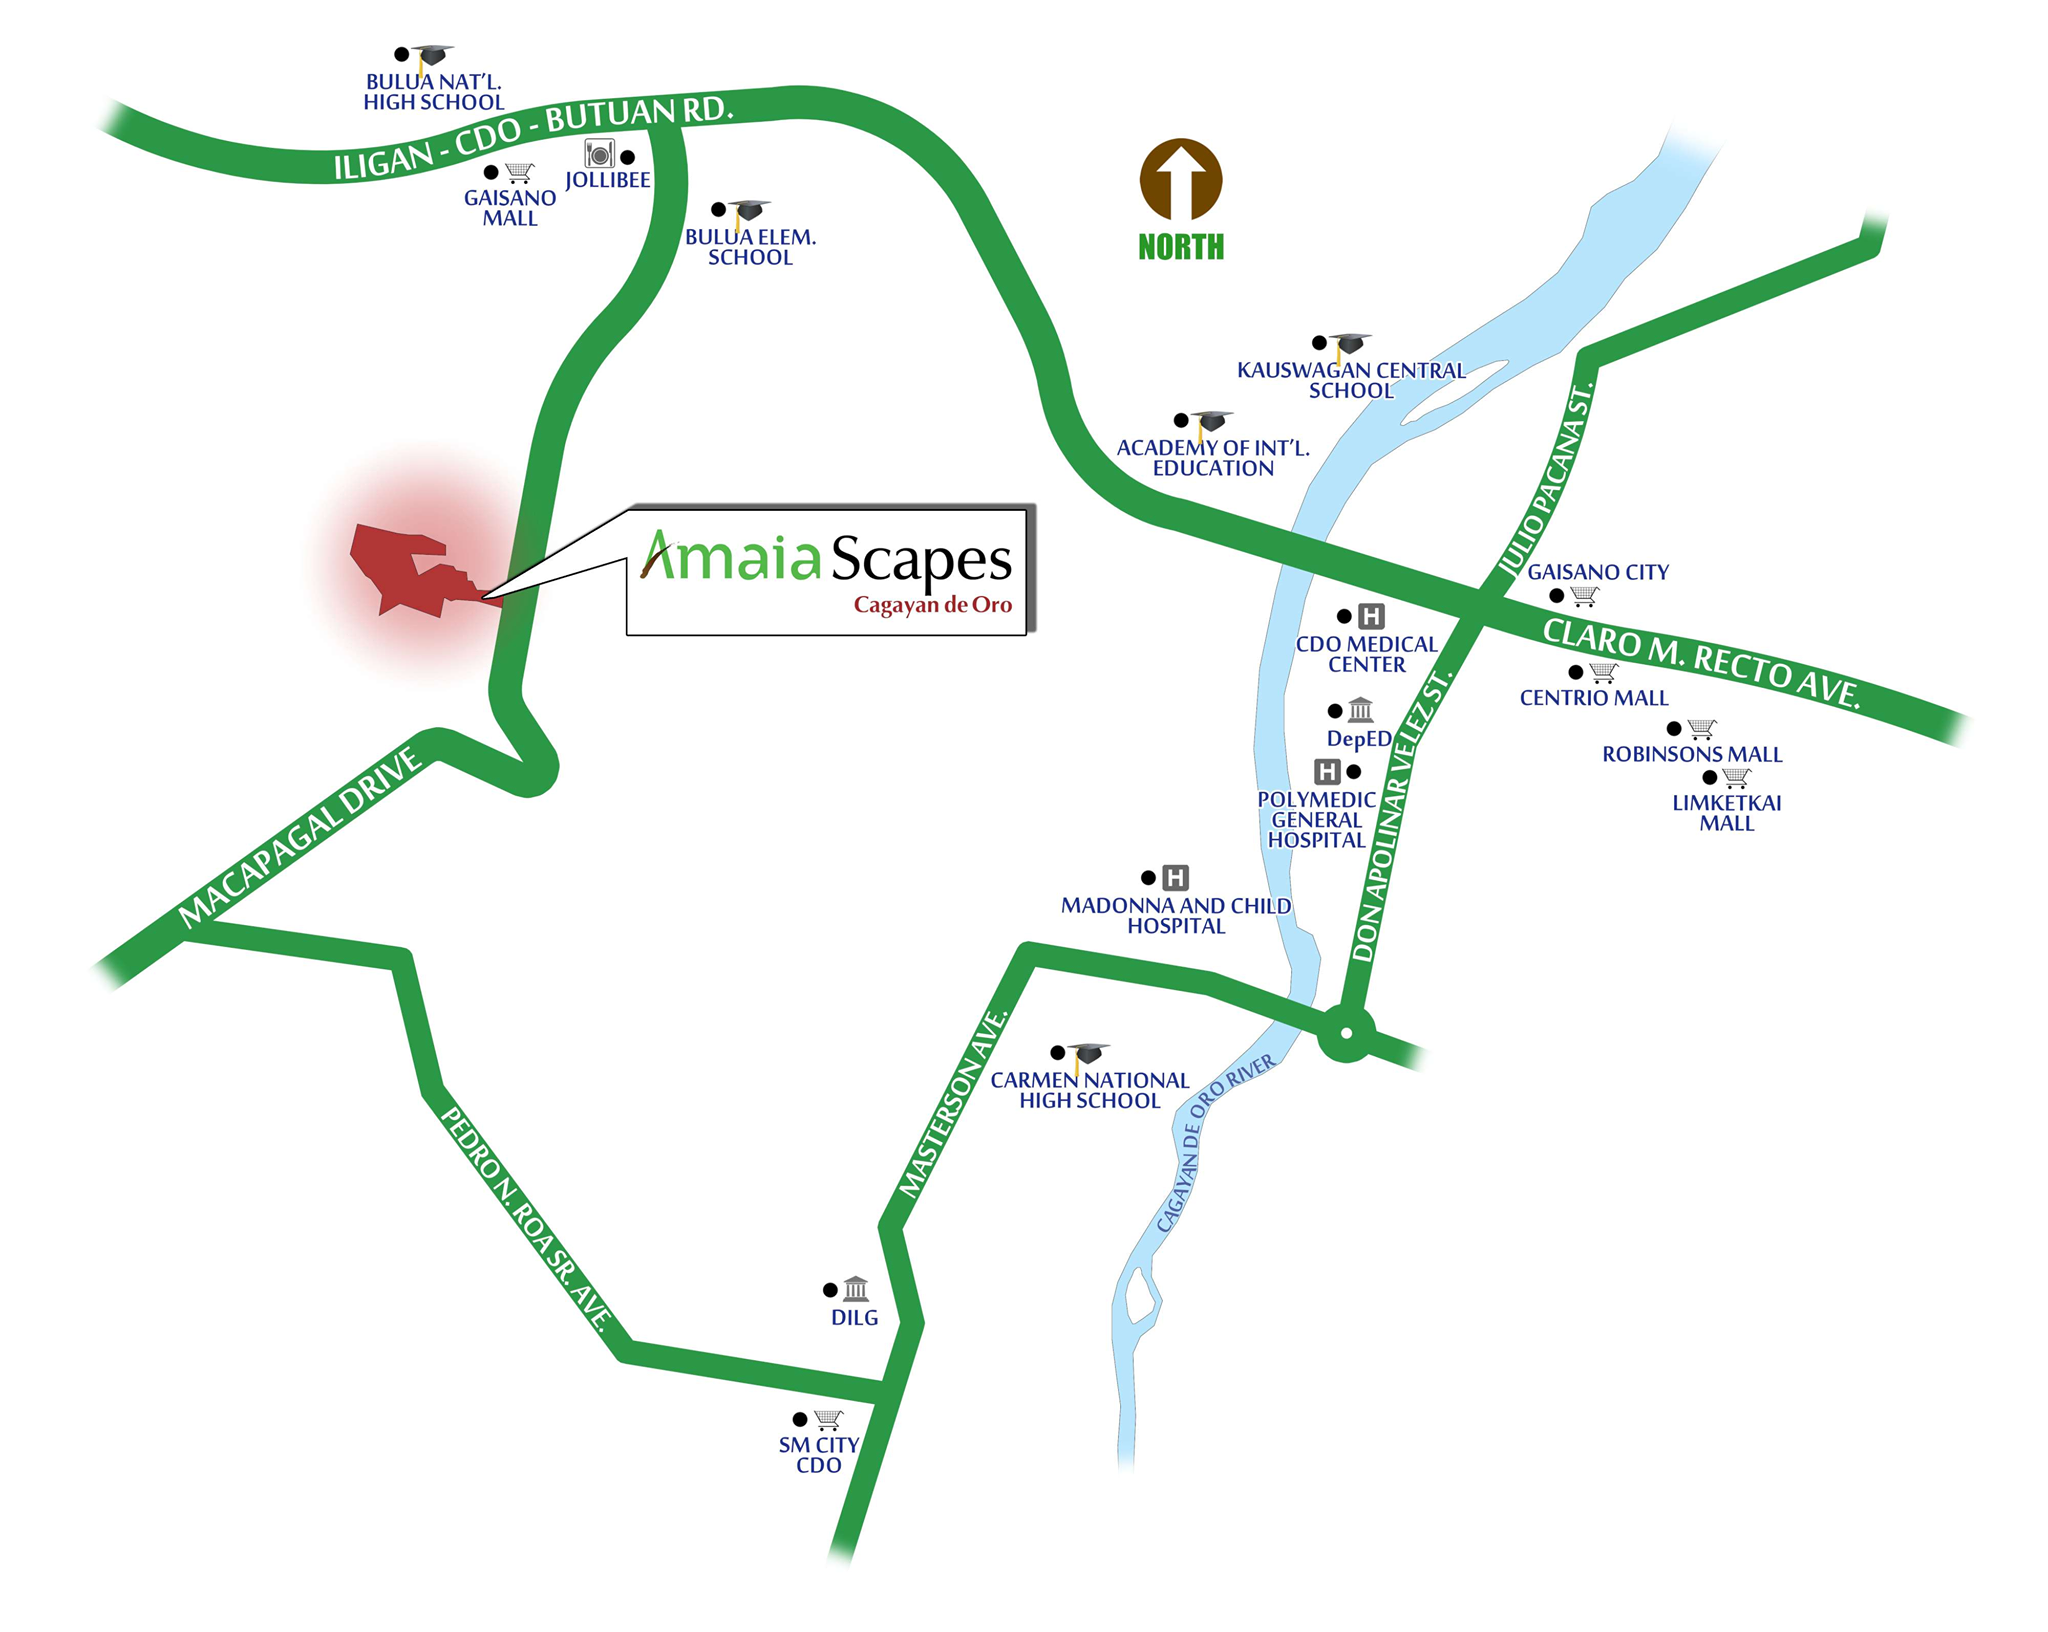 BULUA NAT'L.
HIGH SCHOOL
ILIGAN - CDO - BUTUAN RD.
GAISANO
MALL
JOLLIBEE
BULUA ELEM.
SCHOOL
NORTH
KAUSWAGAN CENTRAL
SCHOOL
ACADEMY OF INT'L.
EDUCATION
JULIO PACANA ST.
Amaia Scapes
Cagayan de Oro
GAISANO CITY
CLARO M. RECTO AVE.
CDO MEDICAL
CENTER
H
CENTRIO MALL
DepED
ROBINSONS MALL
H
POLYMEDIC
GENERAL
HOSPITAL
LIMKETKAI
MALL
DON APOLINAR VELEZ ST.
MACAPAGAL DRIVE
H
MADONNA AND CHILD
HOSPITAL
MASTERSON AVE.
CARMEN NATIONAL
HIGH SCHOOL
CAGAYAN DE ORO RIVER
PEDRO N. ROA SR. AVE.
DILG
SM CITY
CDO